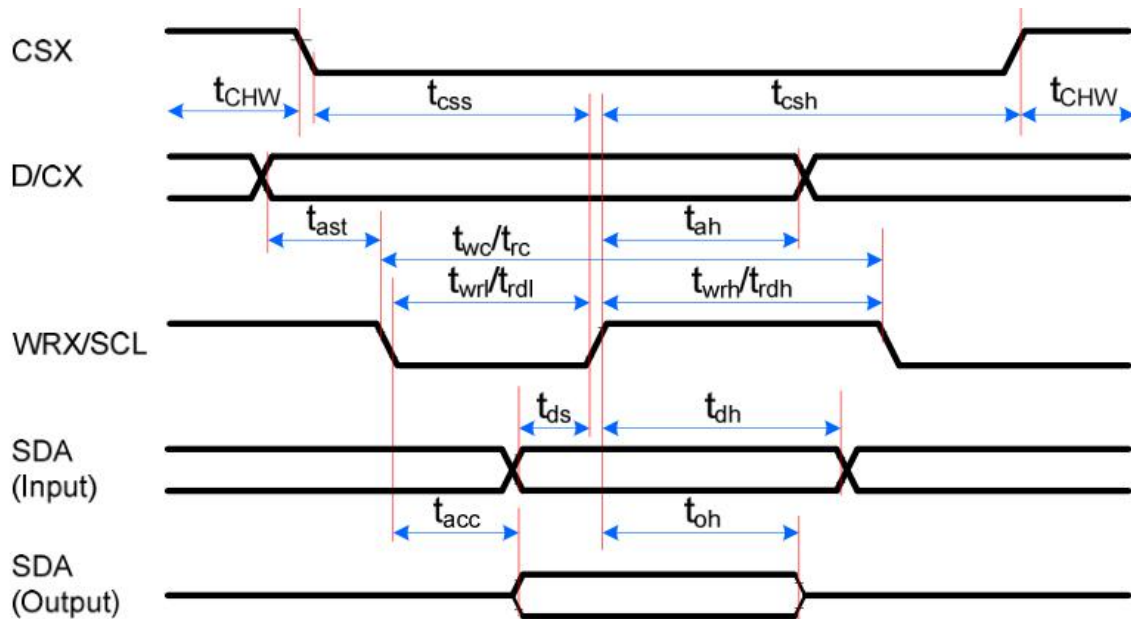 CSX
tCHW tcss tcsh tCHW
D/CX
tast tah
twc/trc
twrl/trdl twrh/trdh
WRX/SCL
tds tdh
SDA
(Input)
tacc toh
SDA
(Output)